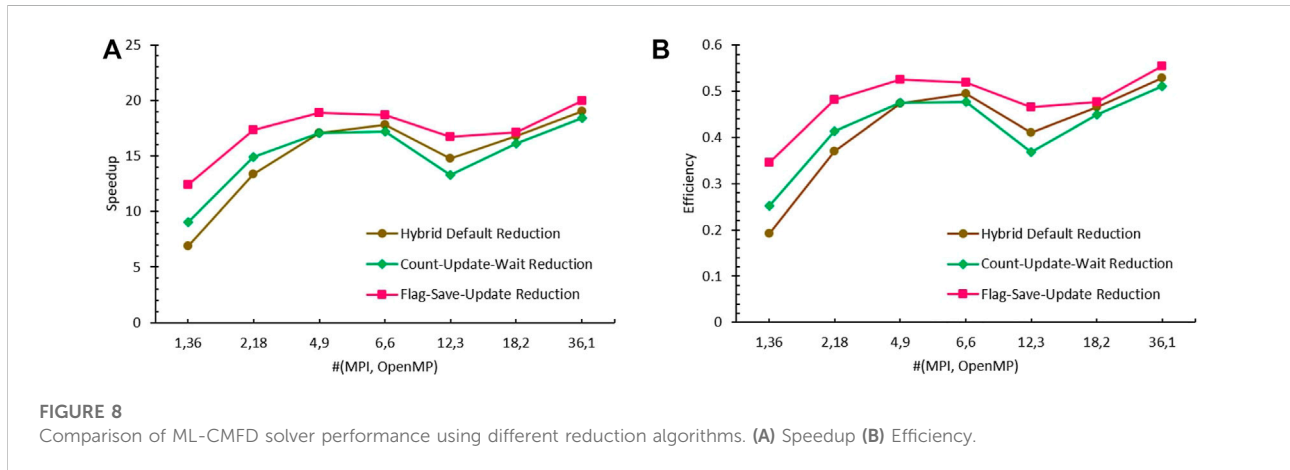 A
25
20
15
10
5
0
Speedup
Hybrid Default Reduction
Count-Update-Wait Reduction
Flag-Save-Update Reduction
1,36 2,18 4,9 6,6 12,3 18,2 36,1
#(MPI, OpenMP)
B
0.6
0.5
0.4
0.3
0.2
0.1
0
Efficiency
Hybrid Default Reduction
Count-Update-Wait Reduction
Flag-Save-Update Reduction
1,36 2,18 4,9 6,6 12,3 18,2 36,1
#(MPI, OpenMP)
FIGURE 8
Comparison of ML-CMFD solver performance using different reduction algorithms. (A) Speedup (B) Efficiency.